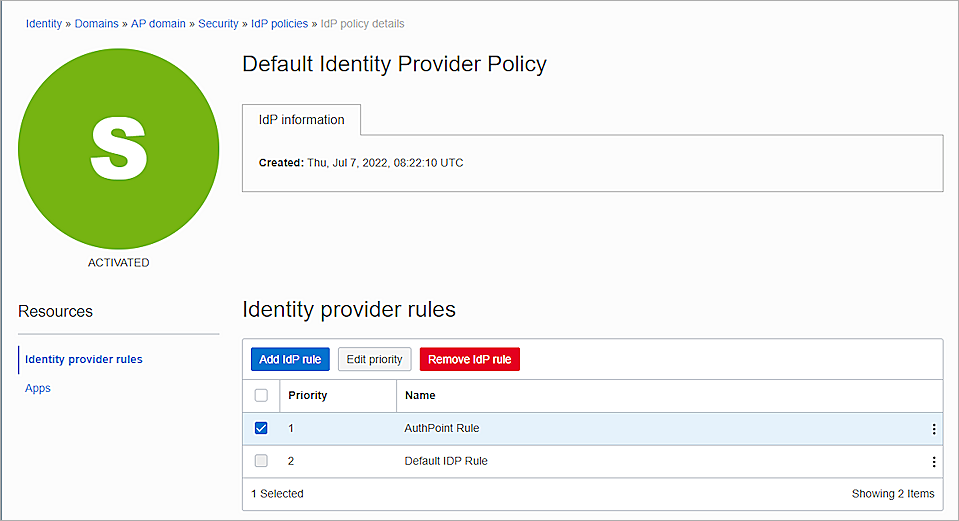 Identity » Domains » AP domain » Security » IdP policies » IdP policy details
S
ACTIVATED
Default Identity Provider Policy
IdP information
Created: Thu, Jul 7, 2022, 08:22:10 UTC
Resources
Identity provider rules
Apps
Identity provider rules
Add IdP rule Edit priority Remove IdP rule
Priority Name
1 AuthPoint Rule
2 Default IDP Rule
1 Selected Showing 2 Items